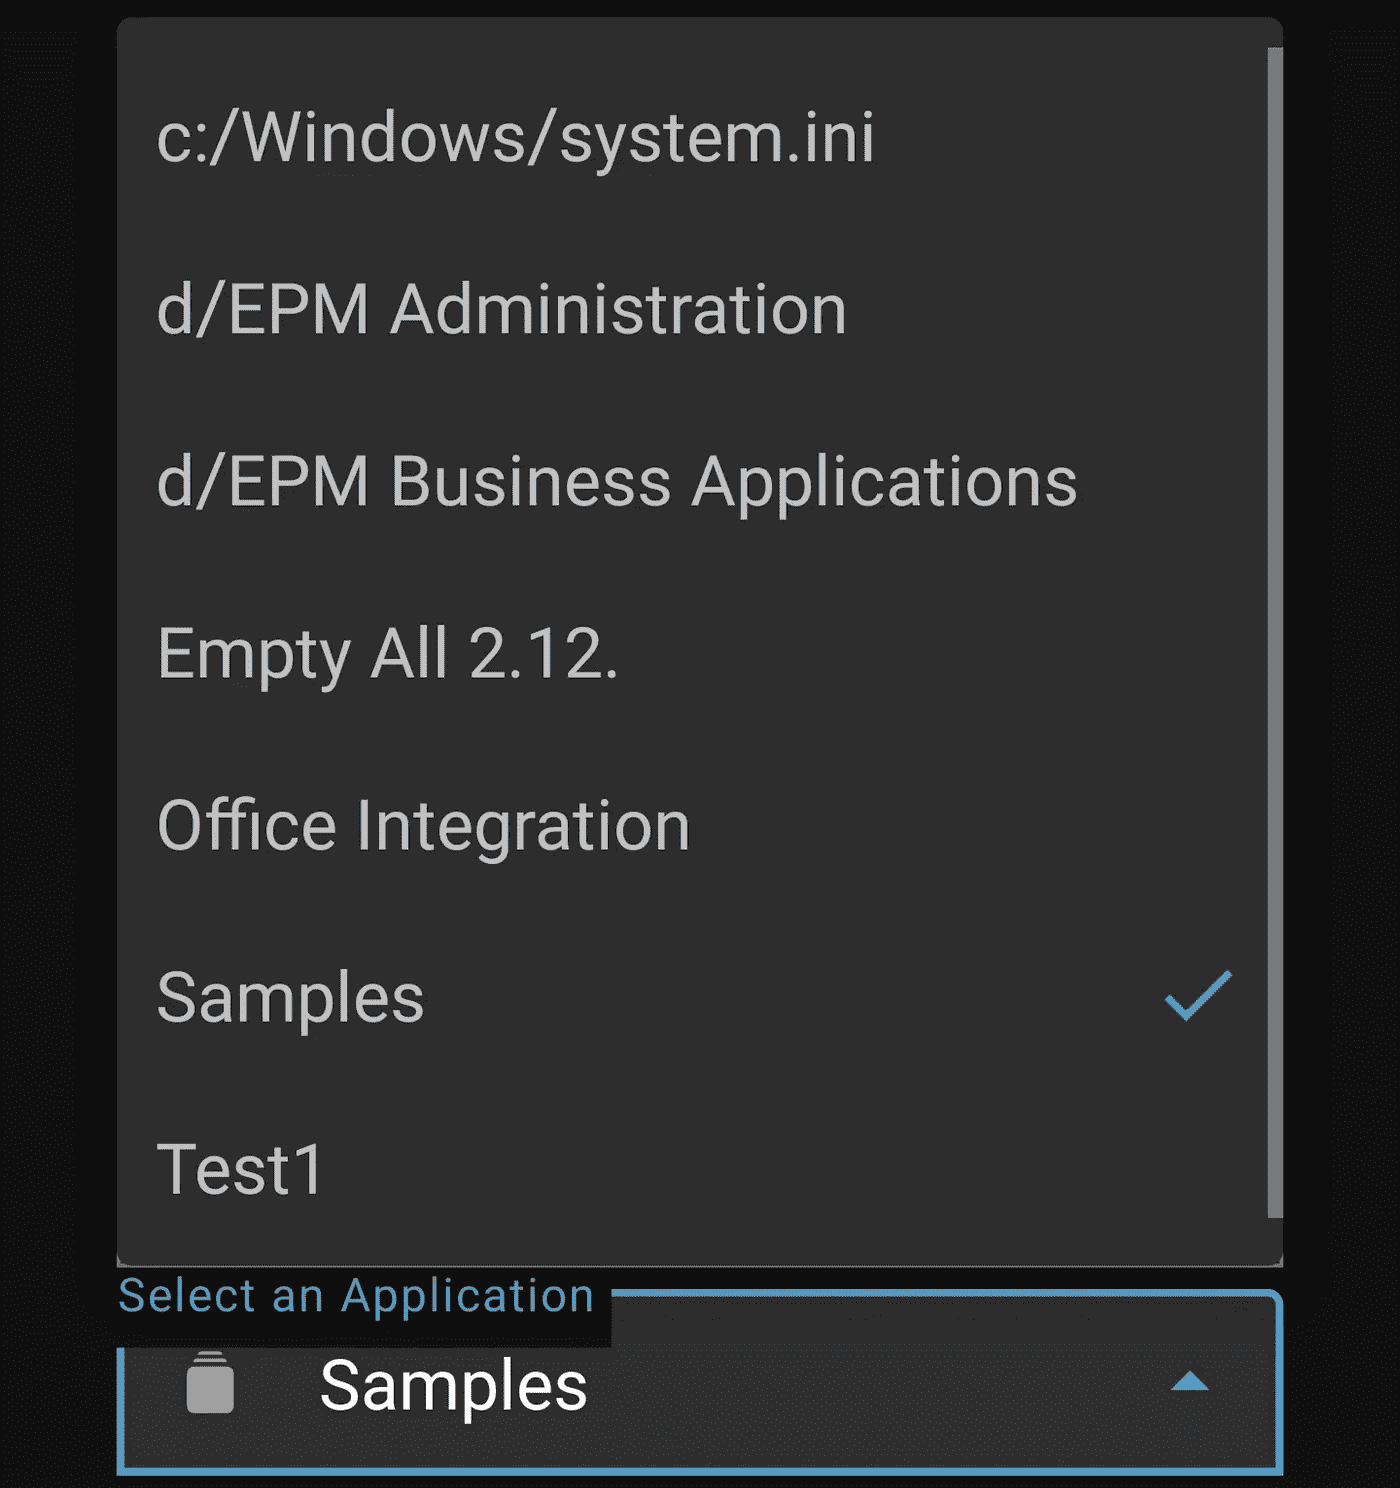 c:/Windows/system.ini
d/EPM Administration
d/EPM Business Applications
Empty All 2.12.
Office Integration
Samples
Test1
Select an Application
Samples